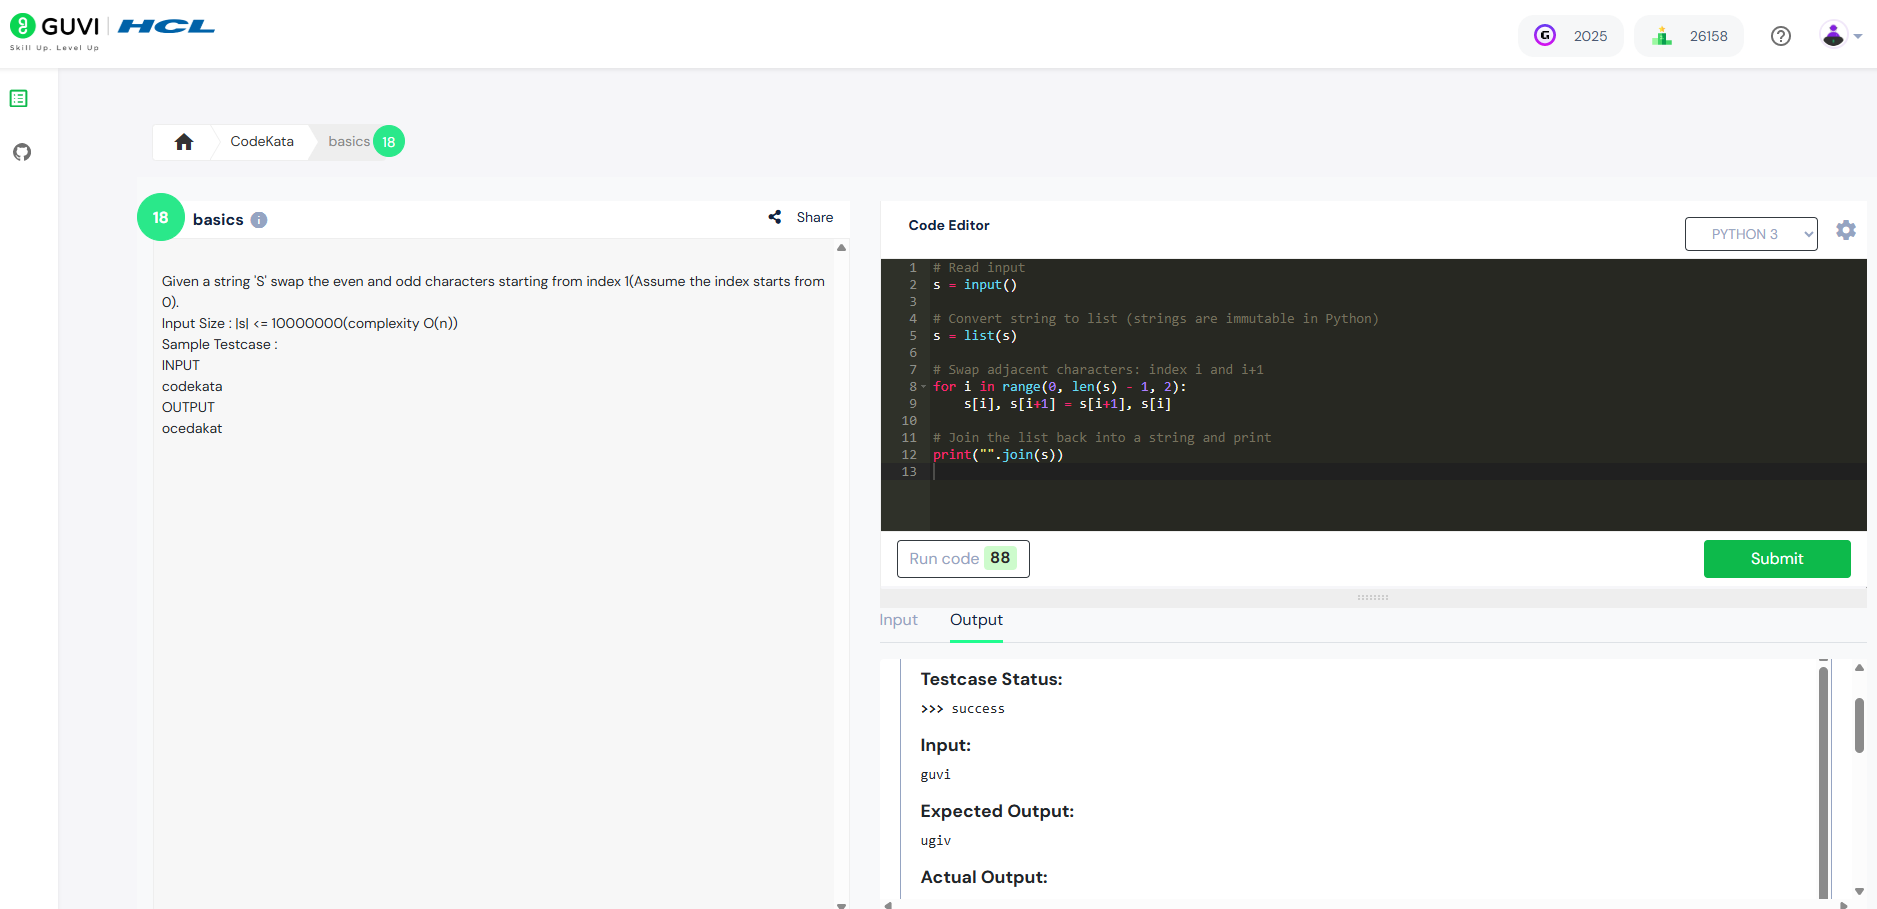 GUVI | HCL
Skill Up. Level Up
G 2025 26158
CodeKata basics 18
18 basics i Share
Given a string 'S' swap the even and odd characters starting from index 1(Assume the index starts from
0).
Input Size : |s| <= 10000000(complexity O(n))
Sample Testcase :
INPUT
codekata
OUTPUT
ocedakat
Code Editor
PYTHON 3
1 # Read input
2 s = input()
3
4 # Convert string to list (strings are immutable in Python)
5 s = list(s)
6
7 # Swap adjacent characters: index i and i+1
8 for i in range(0, len(s) - 1, 2):
9     s[i], s[i+1] = s[i+1], s[i]
10
11 # Join the list back into a string and print
12 print("".join(s))
13
Run code 88 Submit
Input Output
Testcase Status:
>>> success
Input:
guvi
Expected Output:
ugiv
Actual Output: